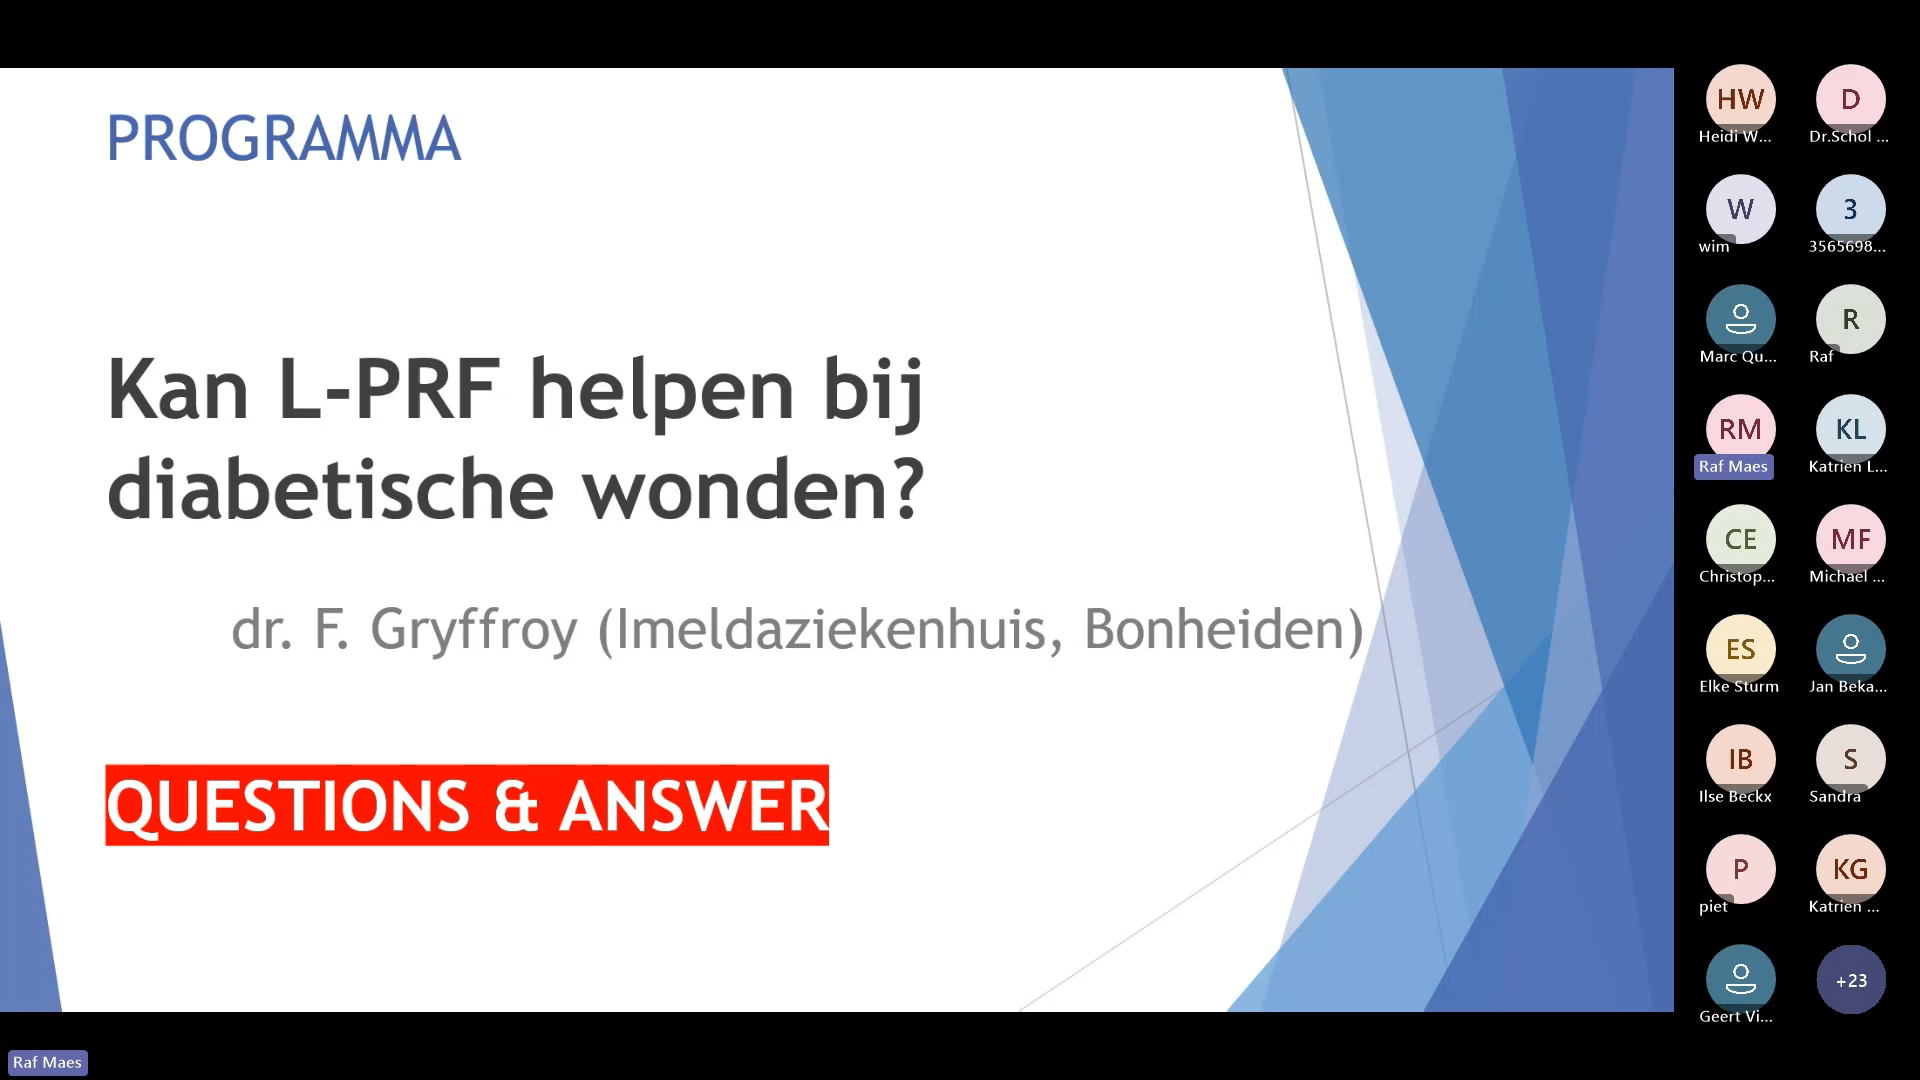 PROGRAMMA
Kan L-PRF helpen bij
diabetische wonden?
dr. F. Gryffroy (Imeldaziekenhuis, Bonheiden)
QUESTIONS & ANSWER
HW
Heidi W...
D
Dr.Schol ...
W
wim
3
3565698...
Marc Qu...
R
Raf
RM
Raf Maes
KL
Katrien L...
CE
Christop...
MF
Michael ...
ES
Elke Sturm
Jan Beka...
IB
Ilse Beckx
S
Sandra
P
piet
KG
Katrien ...
Geert Vi...
+23
Raf Maes